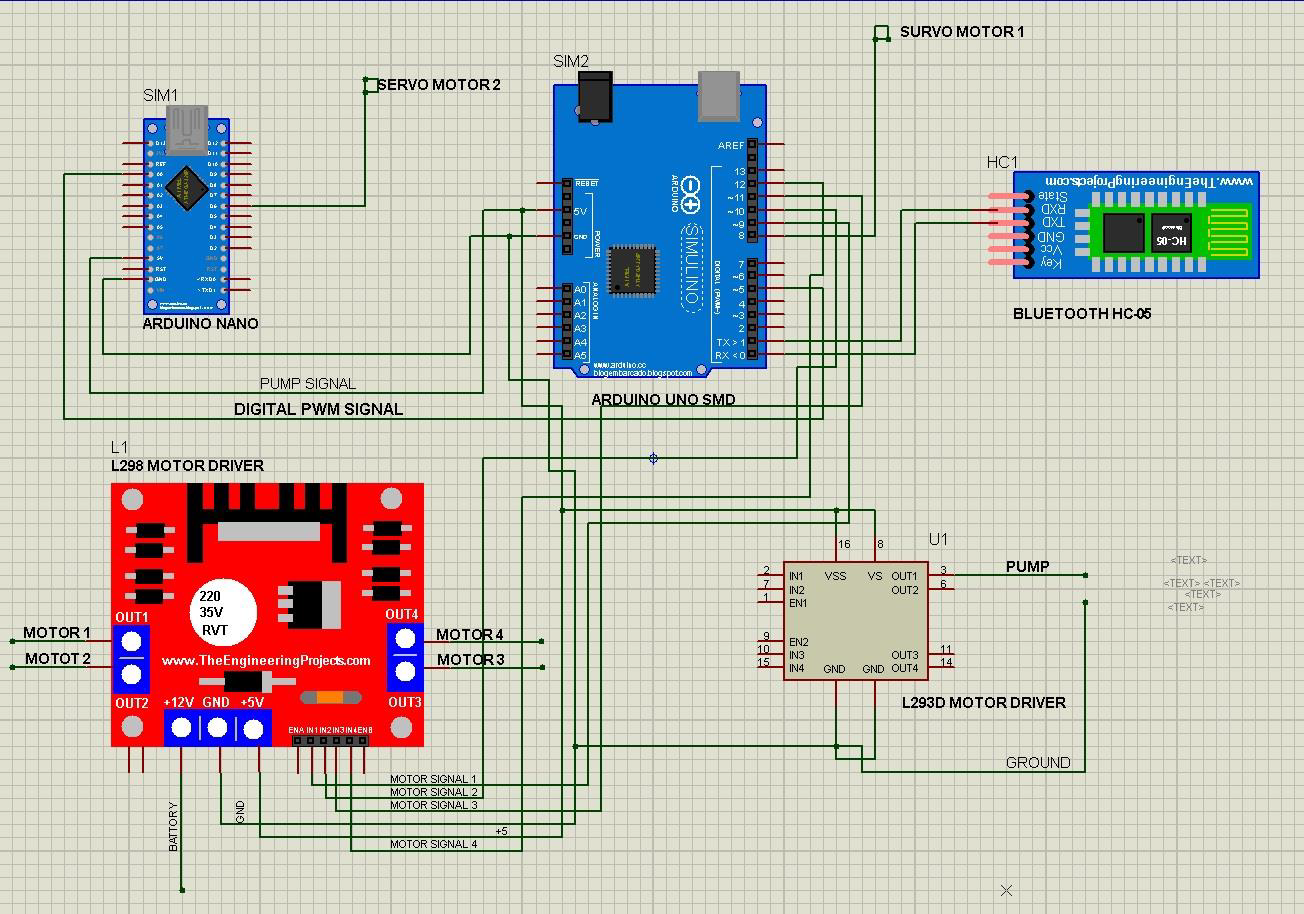 SURVO MOTOR 1
SERVO MOTOR 2
SIM1
SIM2
HC1
ARDUINO NANO
AREF
13
12
~11
~10
~9
8
7
~6
~5
4
~3
2
TX > 1
RX < 0
RESET
5V
GND
POWER
A0
A1
A2
A3
A4
A5
ANALOG IN
ARDUINO
SIMULINO
DIGITAL (PWM~)
www.arduino.cc
blogembarcado.blogspot.com
ARDUINO UNO SMD
www.TheEngineeringProjects.com
State
RXD
TXD
GND
Vcc
Key
HC-05
Bluetooth
BLUETOOTH HC-05
PUMP SIGNAL
DIGITAL PWM SIGNAL
L1
L298 MOTOR DRIVER
220
35V
RVT
OUT1
OUT4
MOTOR 1
MOTOT 2
MOTOR 4
MOTOR 3
www.TheEngineeringProjects.com
OUT2
+12V GND +5V
OUT3
ENA IN1 IN2 IN3 IN4 ENB
MOTOR SIGNAL 1
MOTOR SIGNAL 2
MOTOR SIGNAL 3
+5
MOTOR SIGNAL 4
BATTORY
GND
U1
16
8
2
7
1
9
10
15
IN1
IN2
EN1
EN2
IN3
IN4
VSS
VS
OUT1
OUT2
OUT3
OUT4
GND
GND
3
6
11
14
PUMP
L293D MOTOR DRIVER
GROUND
<TEXT>
<TEXT> <TEXT>
<TEXT>
<TEXT>